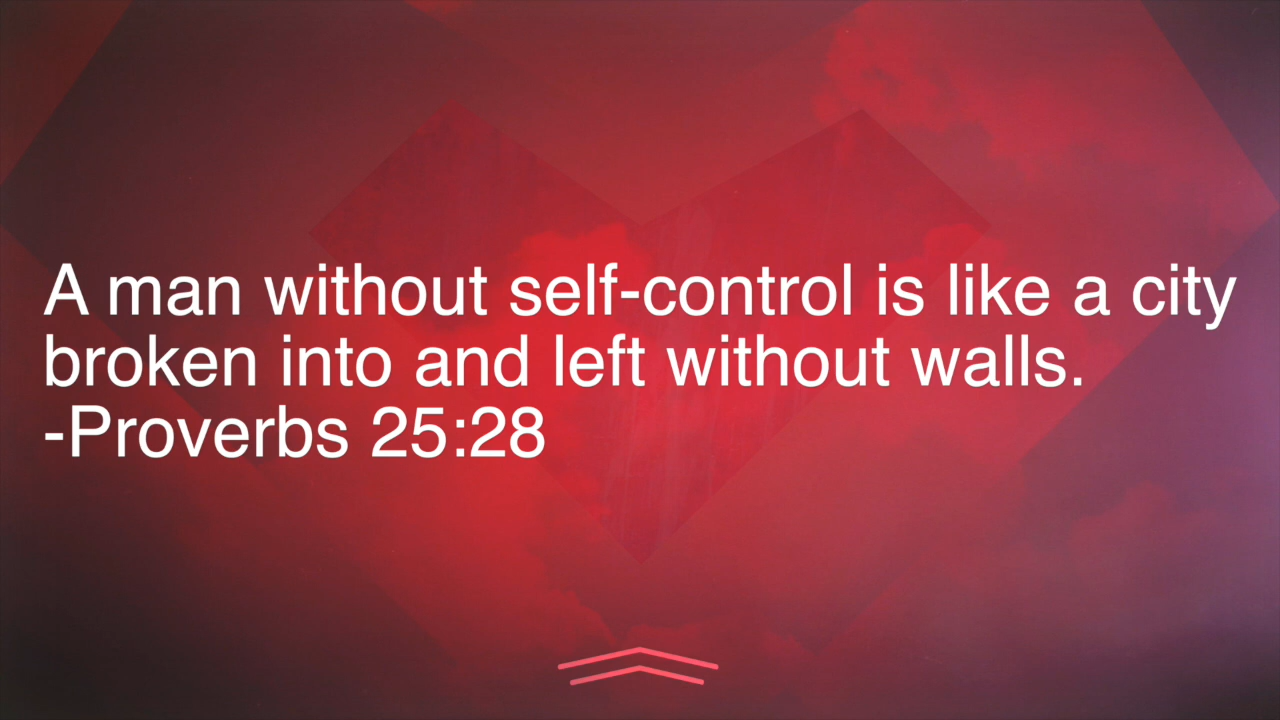 A man without self-control is like a city
broken into and left without walls.
-Proverbs 25:28